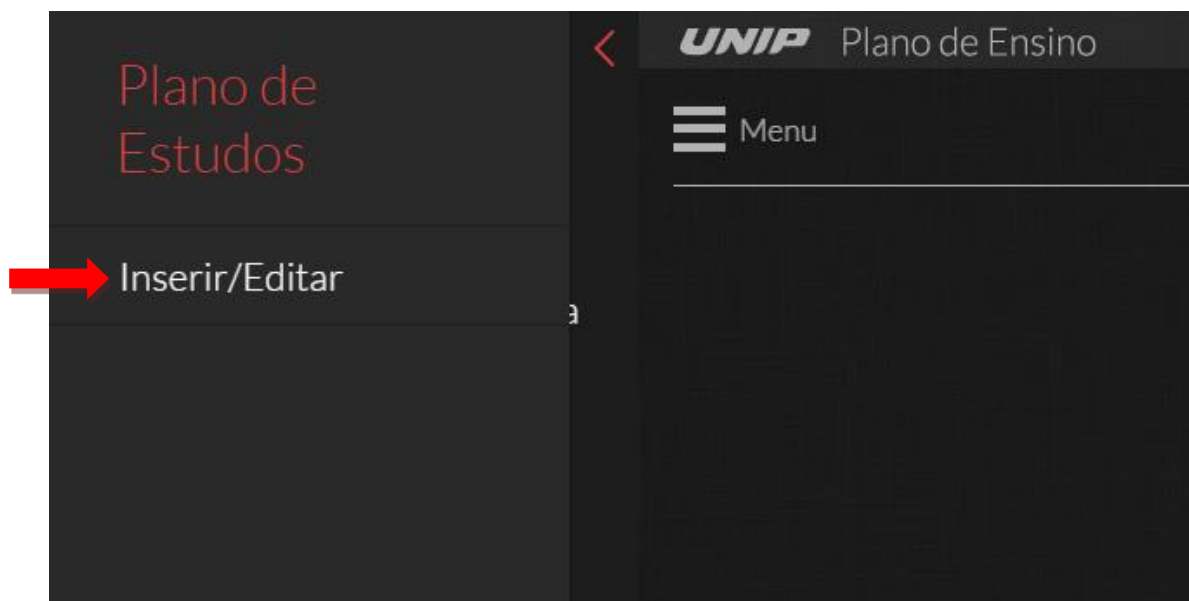 Plano de
Estudos
Inserir/Editar
a
UNIP Plano de Ensino
Menu